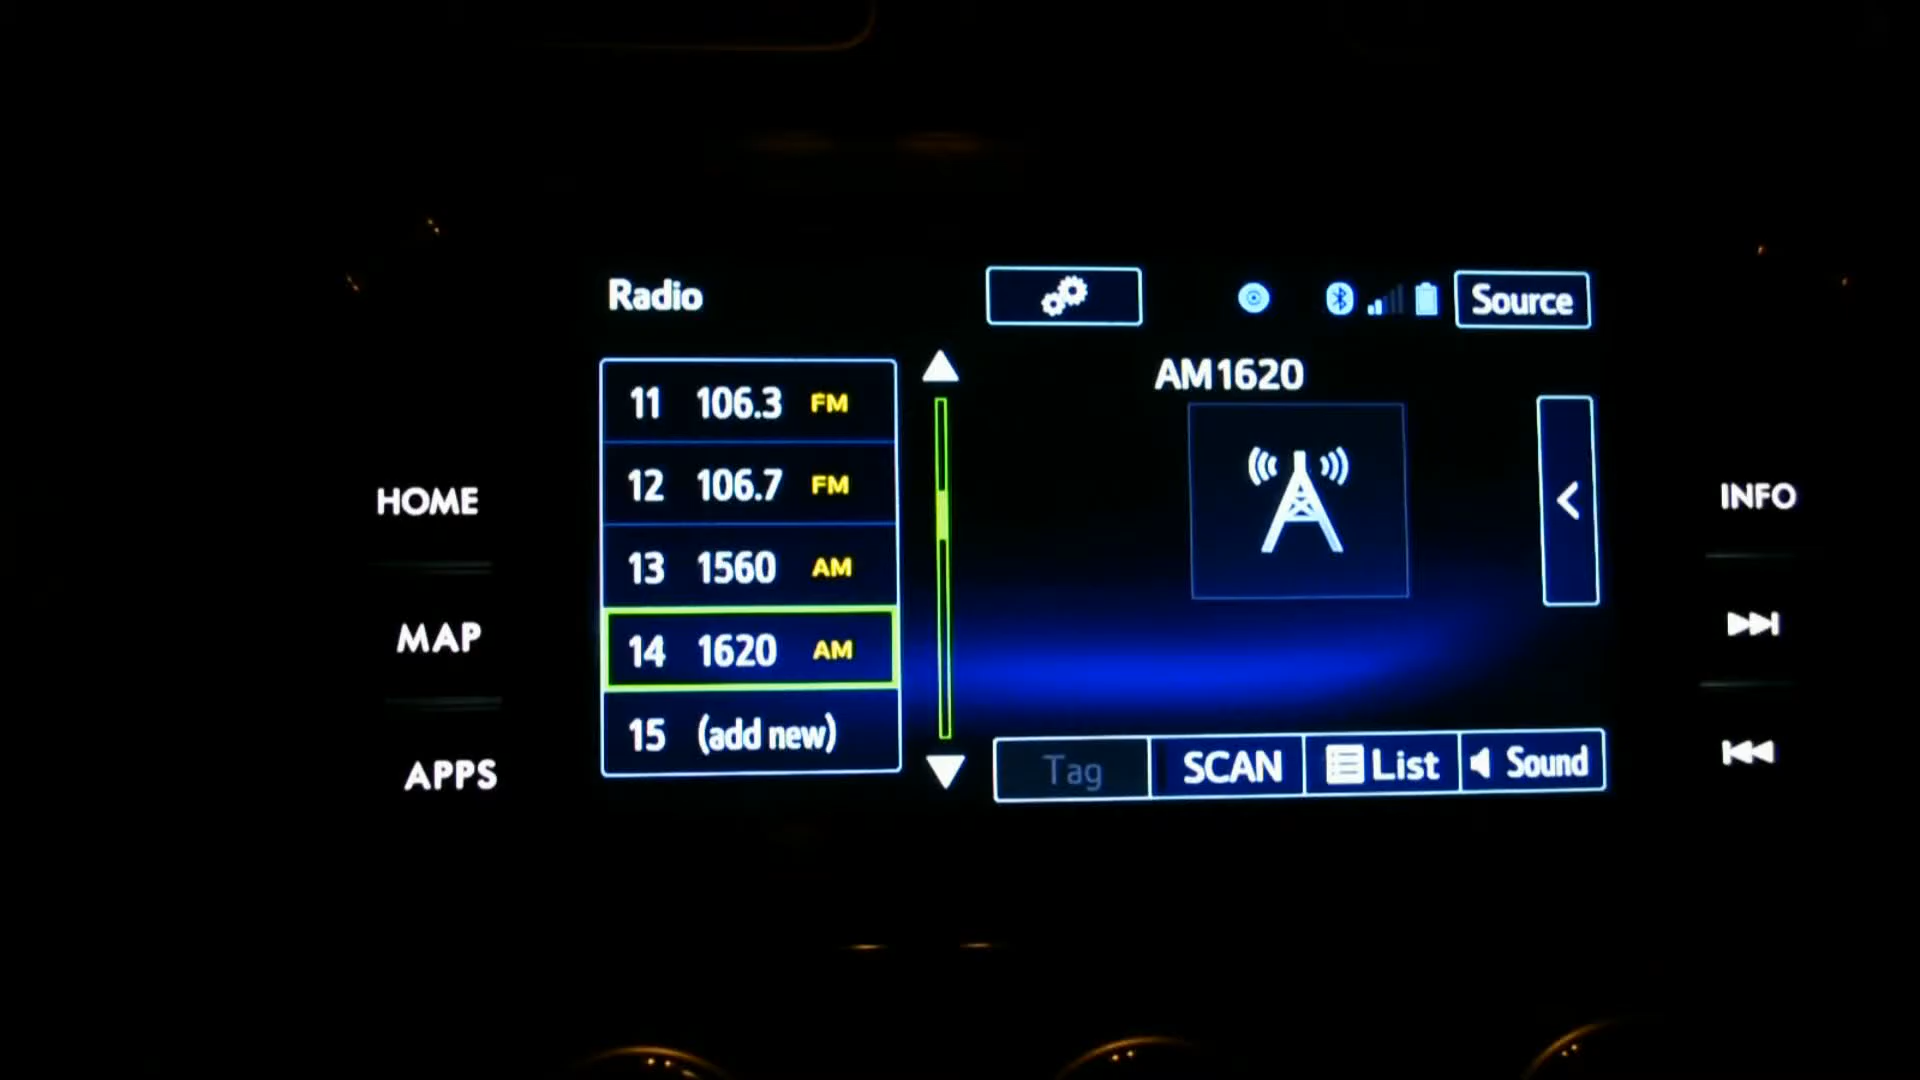 Radio
Source
11 106.3 FM
12 106.7 FM
13 1560 AM
14 1620 AM
15 (add new)
AM1620
Tag SCAN List Sound
HOME
MAP
APPS
INFO